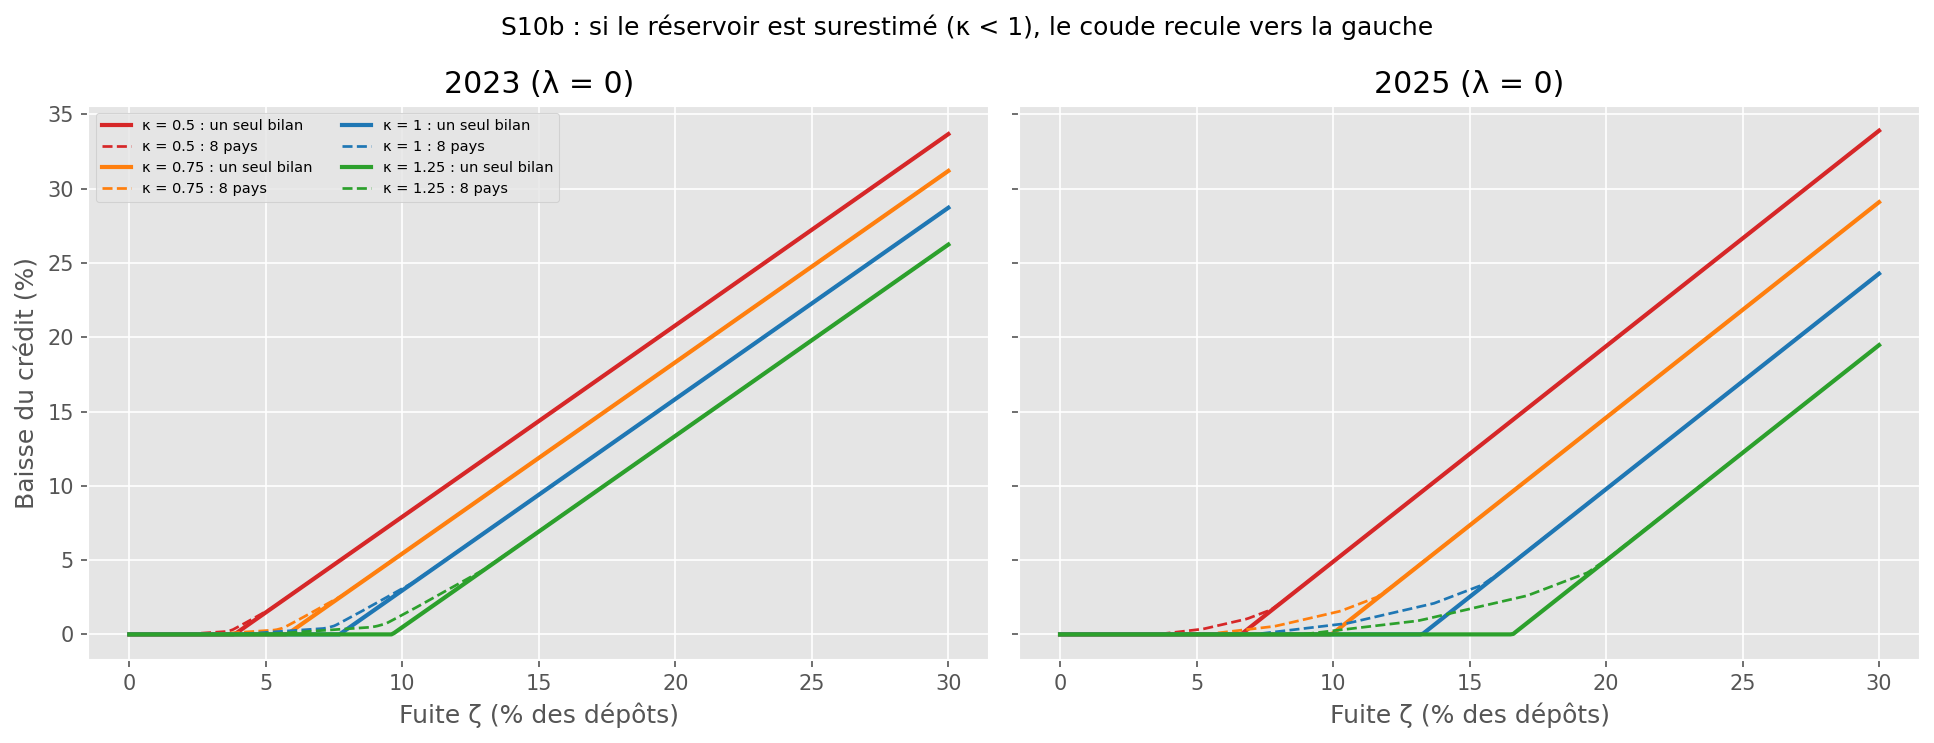 S10b : si le réservoir est surestimé (κ < 1), le coude recule vers la gauche
2023 (λ = 0)
κ = 0.5 : un seul bilan
κ = 0.5 : 8 pays
κ = 0.75 : un seul bilan
κ = 0.75 : 8 pays
κ = 1 : un seul bilan
κ = 1 : 8 pays
κ = 1.25 : un seul bilan
κ = 1.25 : 8 pays
Baisse du crédit (%)
35
30
25
20
15
10
5
0
0 5 10 15 20 25 30
Fuite ζ (% des dépôts)
2025 (λ = 0)
0 5 10 15 20 25 30
Fuite ζ (% des dépôts)